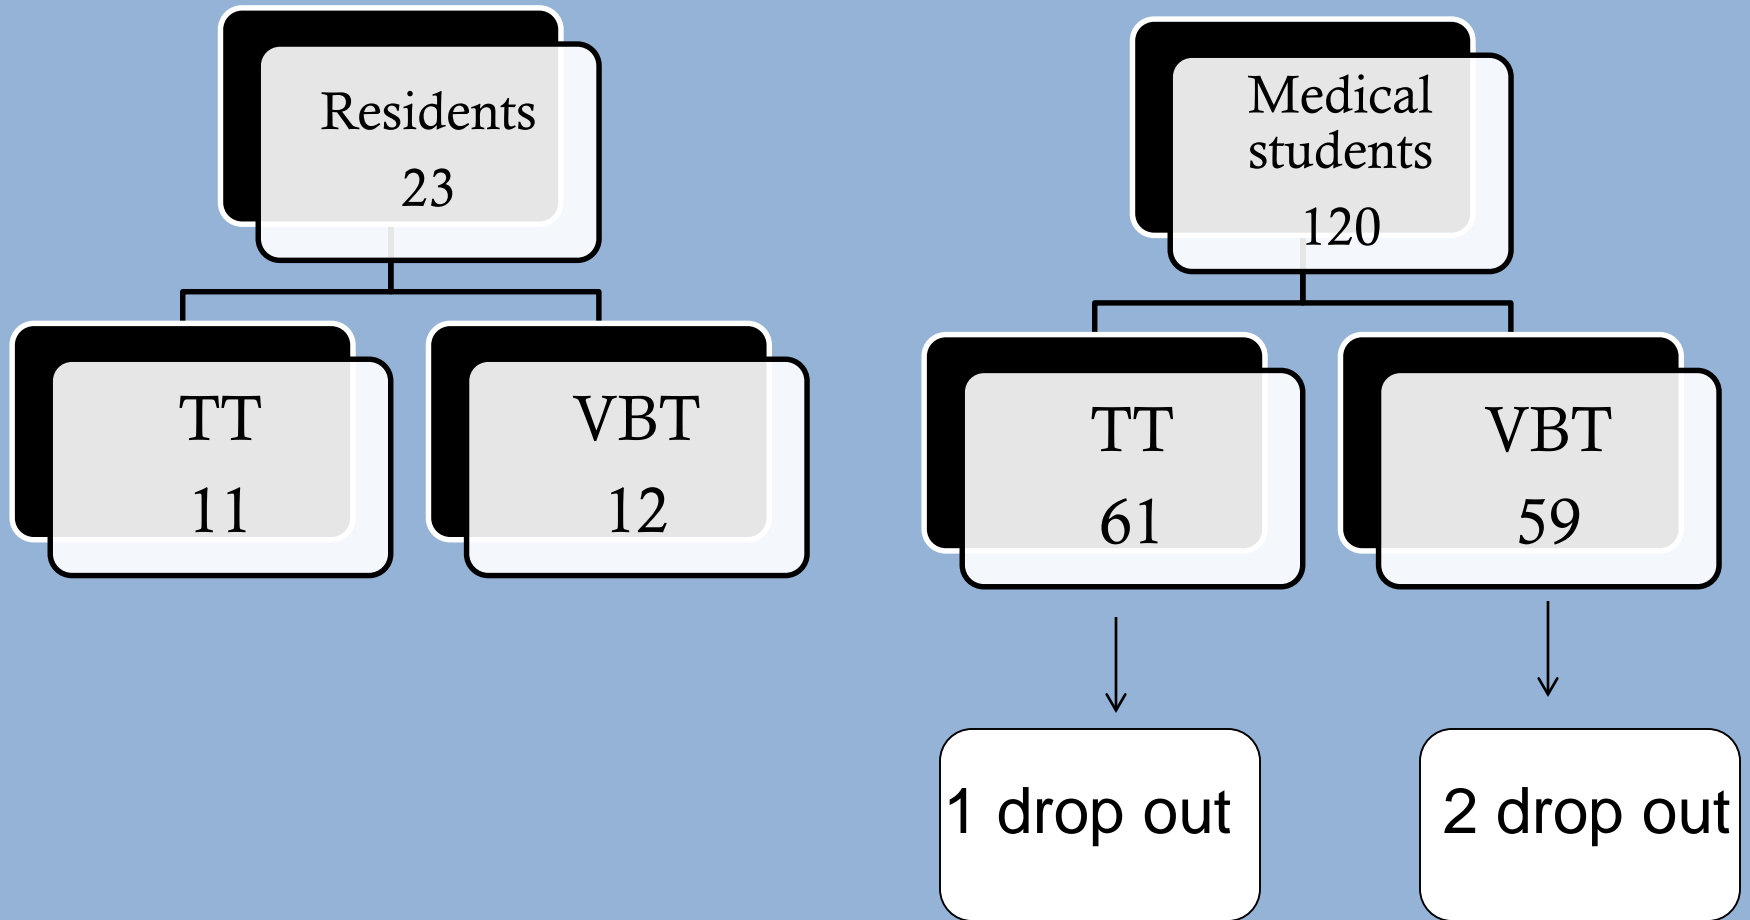 Residents
23
TT
11
VBT
12
Medical
students
120
TT
61
VBT
59
1 drop out
2 drop out